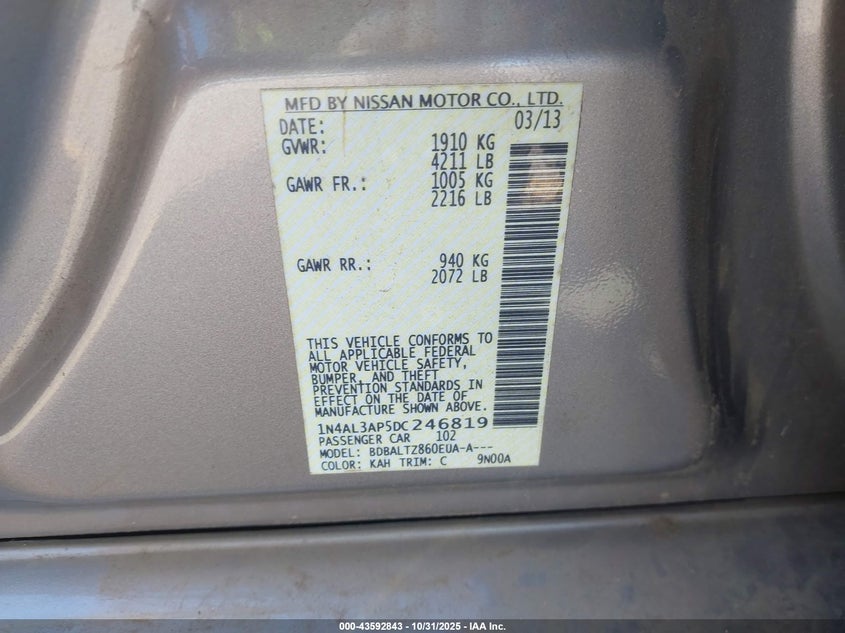 MFD BY NISSAN MOTOR CO., LTD.
DATE: 03/13
GVWR: 1910 KG
4211 LB
GAWR FR.: 1005 KG
2216 LB
GAWR RR.: 940 KG
2072 LB
THIS VEHICLE CONFORMS TO
ALL APPLICABLE FEDERAL
MOTOR VEHICLE SAFETY,
BUMPER, AND THEFT
PREVENTION STANDARDS IN
EFFECT ON THE DATE OF
MANUFACTURE SHOWN ABOVE.
1N4AL3AP5DC246819
PASSENGER CAR 102
MODEL: BDBALTZ860EUA-A---
COLOR: KAH TRIM: C 9N00A
000-43592843 - 10/31/2025 - IAA Inc.